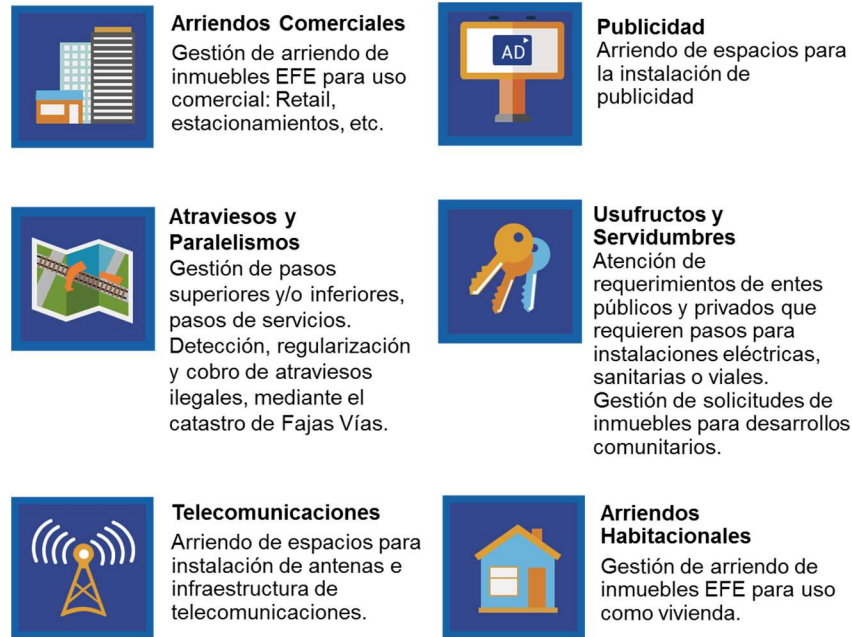 Arriendos Comerciales
Gestión de arriendo de
inmuebles EFE para uso
comercial: Retail,
estacionamientos, etc.
AD
Publicidad
Arriendo de espacios para
la instalación de
publicidad
Atraviesos y
Paralelismos
Gestión de pasos
superiores y/o inferiores,
pasos de servicios.
Detección, regularización
y cobro de atraviesos
ilegales, mediante el
catastro de Fajas Vías.
Usufructos y
Servidumbres
Atención de
requerimientos de entes
públicos y privados que
requieren pasos para
instalaciones eléctricas,
sanitarias o viales.
Gestión de solicitudes de
inmuebles para desarrollos
comunitarios.
Telecomunicaciones
Arriendo de espacios para
instalación de antenas e
infraestructura de
telecomunicaciones.
Arriendos
Habitacionales
Gestión de arriendo de
inmuebles EFE para uso
como vivienda.